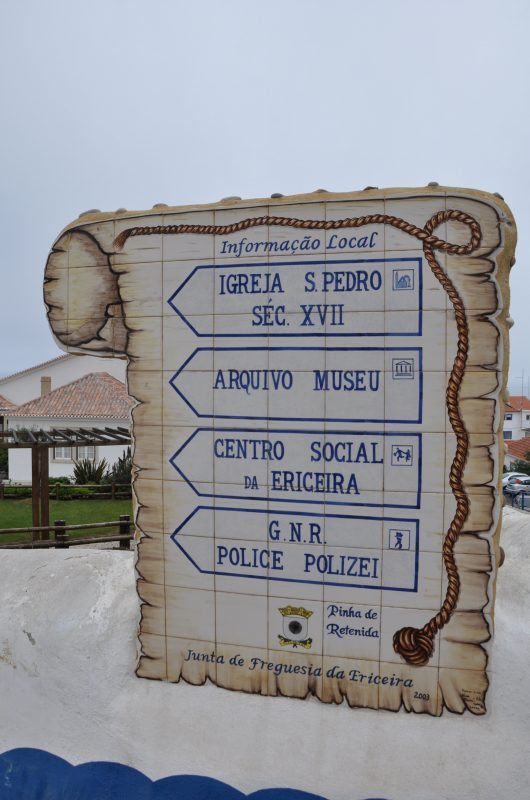 Informação Local
IGREJA S. PEDRO
SÉC. XVII
ARQUIVO MUSEU
CENTRO SOCIAL
DA ERICEIRA
G.N.R.
POLICE POLIZEI
Pinha de
Retenida
Junta de Freguesia da Ericeira
2003